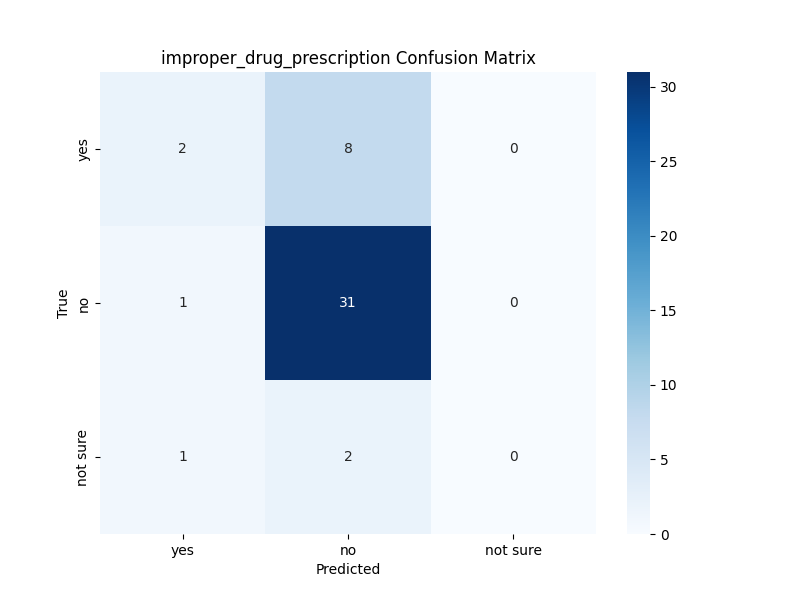 improper_drug_prescription Confusion Matrix
yes
2
8
0
no
1
31
0
not sure
1
2
0
yes
no
not sure
Predicted
True
30
25
20
15
10
5
0